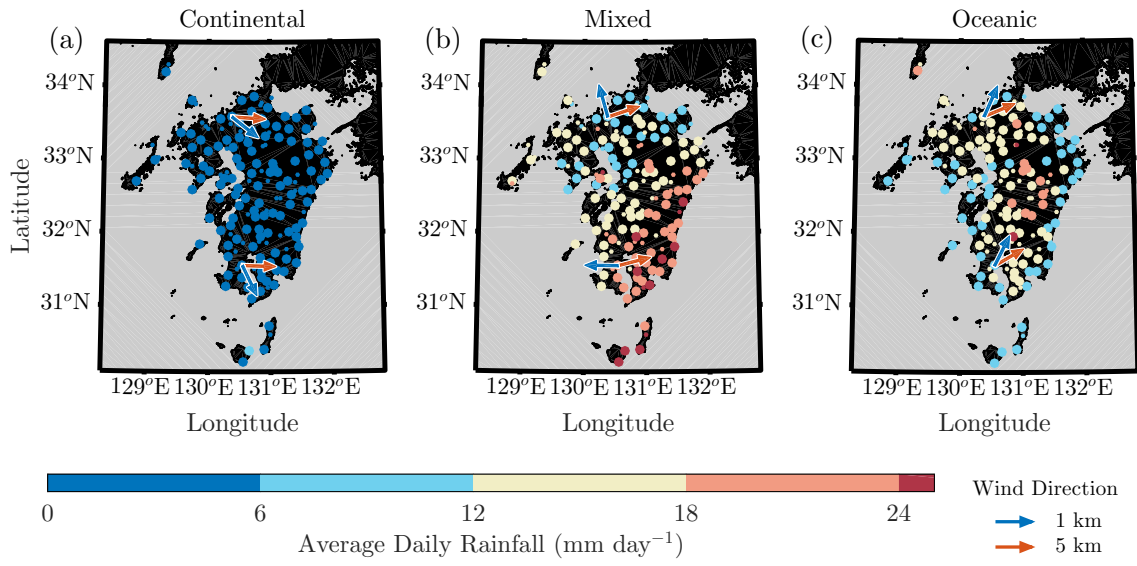 Continental
Mixed
Oceanic
(a)
(b)
(c)
34°N
33°N
32°N
31°N
34°N
33°N
32°N
31°N
34°N
33°N
32°N
31°N
Latitude
129°E 130°E 131°E 132°E
129°E 130°E 131°E 132°E
129°E 130°E 131°E 132°E
Longitude
Longitude
Longitude
0 6 12 18 24
Average Daily Rainfall (mm day⁻¹)
Wind Direction
1 km
5 km